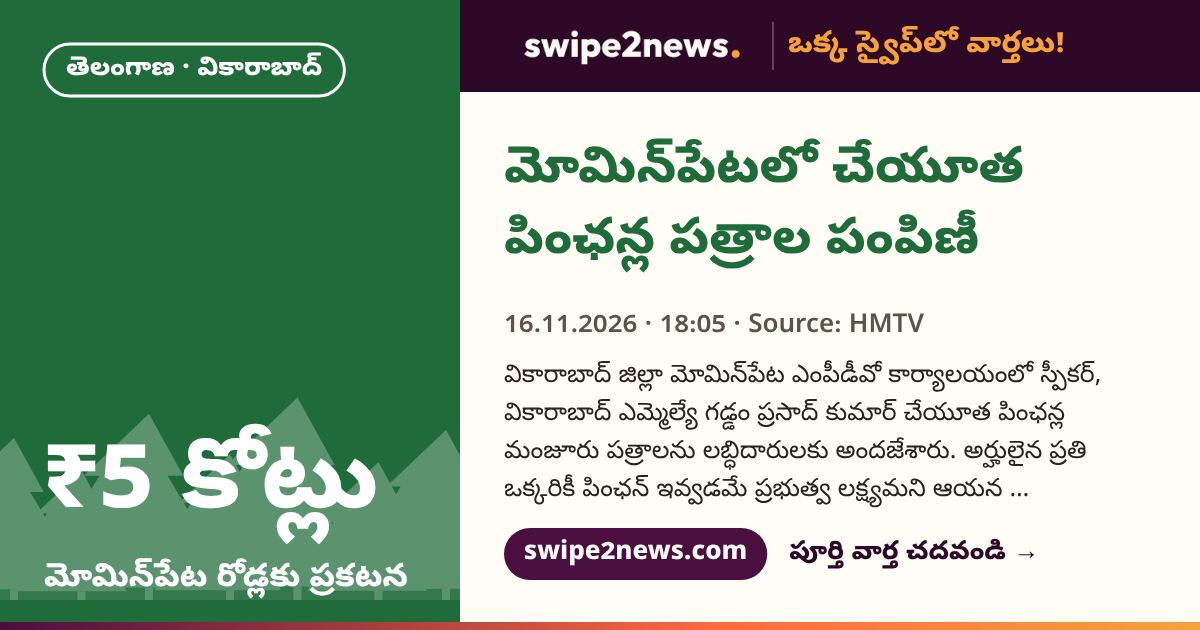 తెలంగాణ · వికారాబాద్
₹5 కోట్లు
మోమిన్‌పేట రోడ్లకు ప్రకటన
swipe2news.
ఒక్క స్వైప్‌లో వార్తలు!
మోమిన్‌పేటలో చేయూత
పింఛన్ల పత్రాల పంపిణీ
16.11.2026 · 18:05 · Source: HMTV
వికారాబాద్ జిల్లా మోమిన్‌పేట ఎంపీడీవో కార్యాలయంలో స్పీకర్,
వికారాబాద్ ఎమ్మెల్యే గడ్డం ప్రసాద్ కుమార్ చేయూత పింఛన్ల
మంజూరు పత్రాలను లబ్ధిదారులకు అందజేశారు. అర్హులైన ప్రతి
ఒక్కరికీ పింఛన్ ఇవ్వడమే ప్రభుత్వ లక్ష్యమని ఆయన ...
swipe2news.com
పూర్తి వార్త చదవండి →